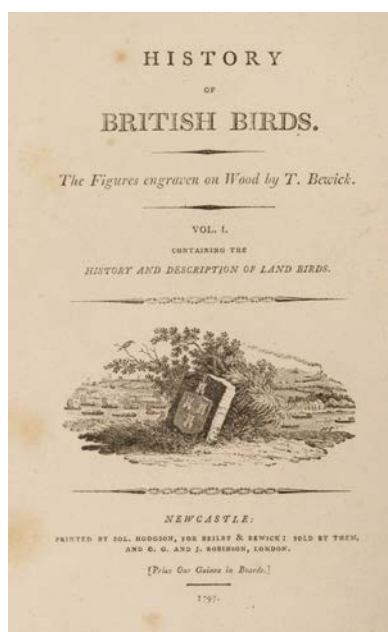 HISTORY
OF
BRITISH BIRDS.
The Figures engraven on Wood by T. Bewick.
VOL. I.
CONTAINING THE
HISTORY AND DESCRIPTION OF LAND BIRDS.
NEWCASTLE:
PRINTED BY SOL. HODGSON, FOR BEILBY & BEWICK: SOLD BY THEM,
AND G. G. AND J. ROBINSON, LONDON.
[Price One Guinea in Boards.]
1797.